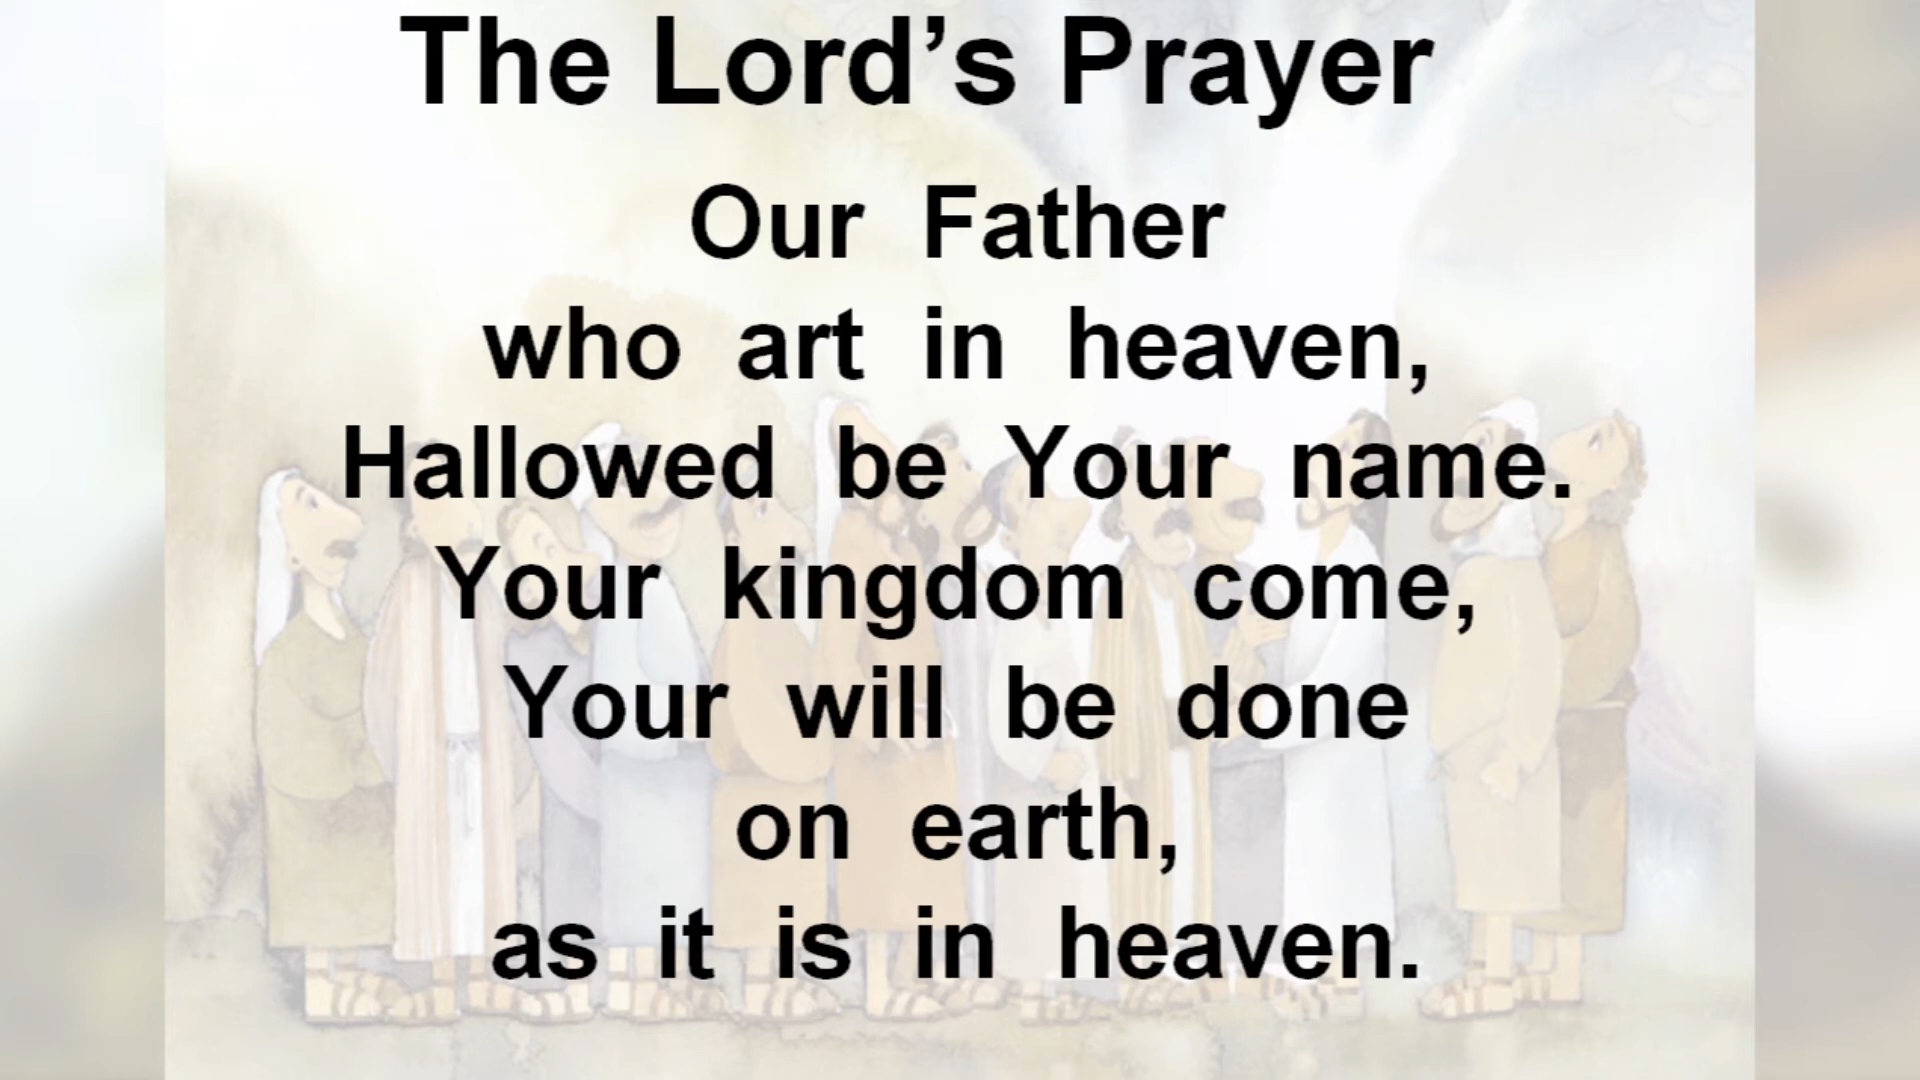 The Lord’s Prayer
Our Father
who art in heaven,
Hallowed be Your name.
Your kingdom come,
Your will be done
on earth,
as it is in heaven.